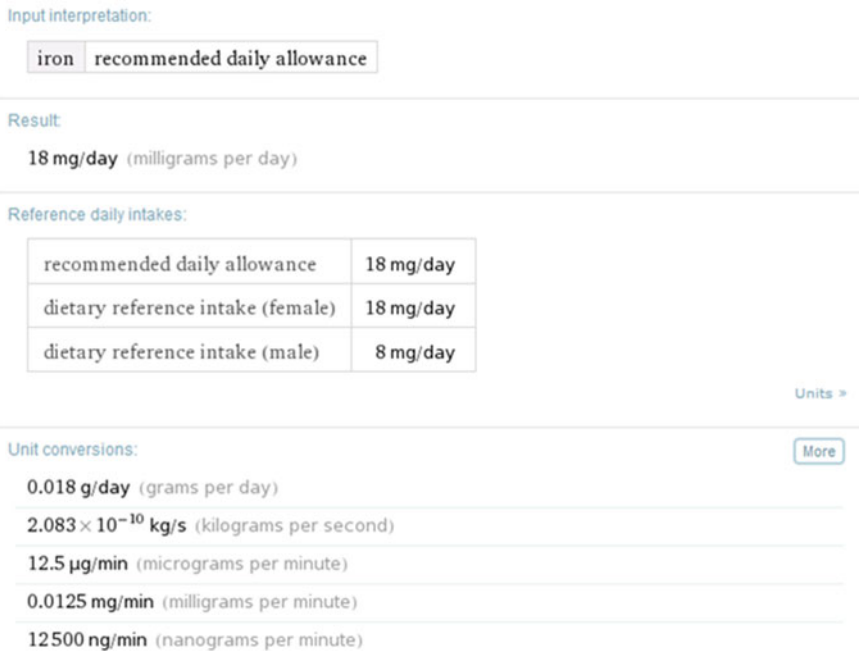 Input interpretation:
iron recommended daily allowance
Result:
18 mg/day (milligrams per day)
Reference daily intakes:
recommended daily allowance 18 mg/day
dietary reference intake (female) 18 mg/day
dietary reference intake (male) 8 mg/day
Units »
Unit conversions:
More
0.018 g/day (grams per day)
2.083×10⁻¹⁰ kg/s (kilograms per second)
12.5 µg/min (micrograms per minute)
0.0125 mg/min (milligrams per minute)
12500 ng/min (nanograms per minute)